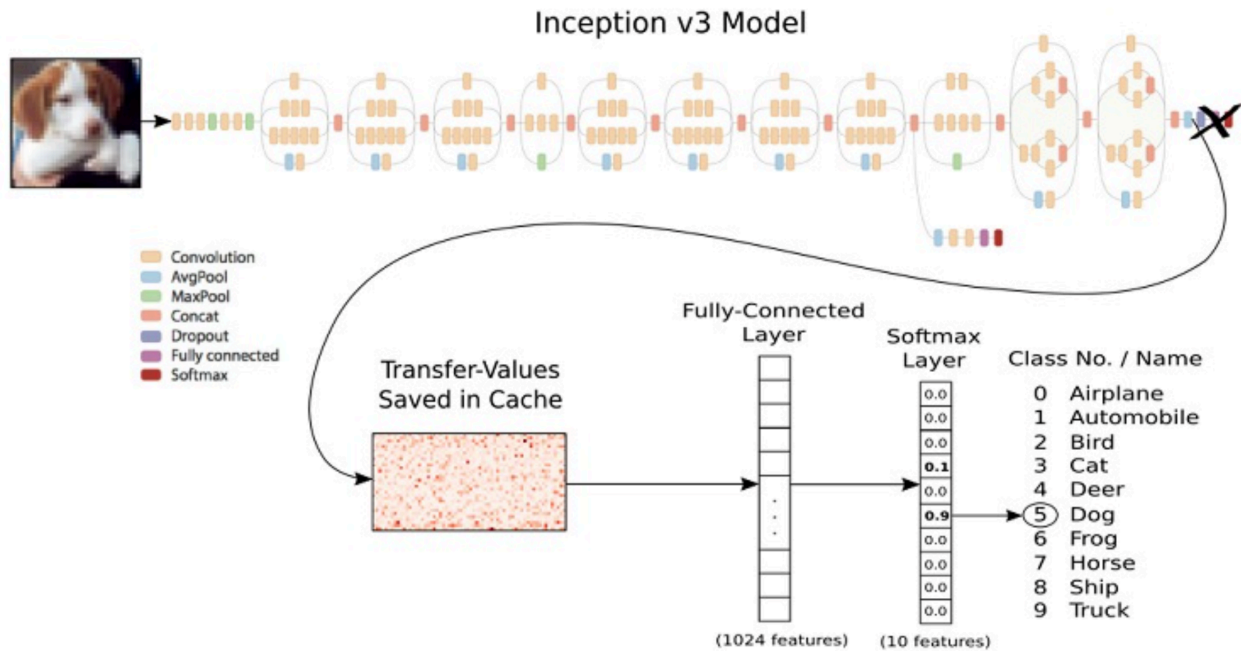 Inception v3 Model
Convolution
AvgPool
MaxPool
Concat
Dropout
Fully connected
Softmax
Transfer-Values
Saved in Cache
Fully-Connected
Layer
(1024 features)
Softmax
Layer
0.0
0.0
0.0
0.1
0.0
0.9
0.0
0.0
0.0
0.0
(10 features)
Class No. / Name
0 Airplane
1 Automobile
2 Bird
3 Cat
4 Deer
5 Dog
6 Frog
7 Horse
8 Ship
9 Truck